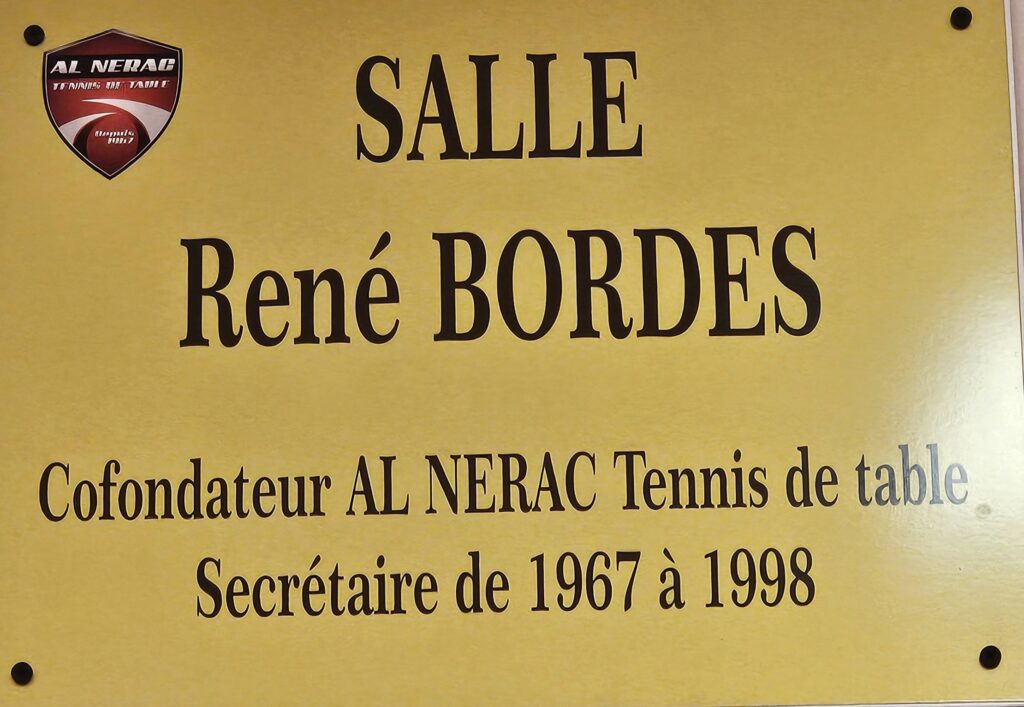 AL NERAC
TENNIS DE TABLE
Depuis
1967
SALLE
René BORDES
Cofondateur AL NERAC Tennis de table
Secrétaire de 1967 à 1998